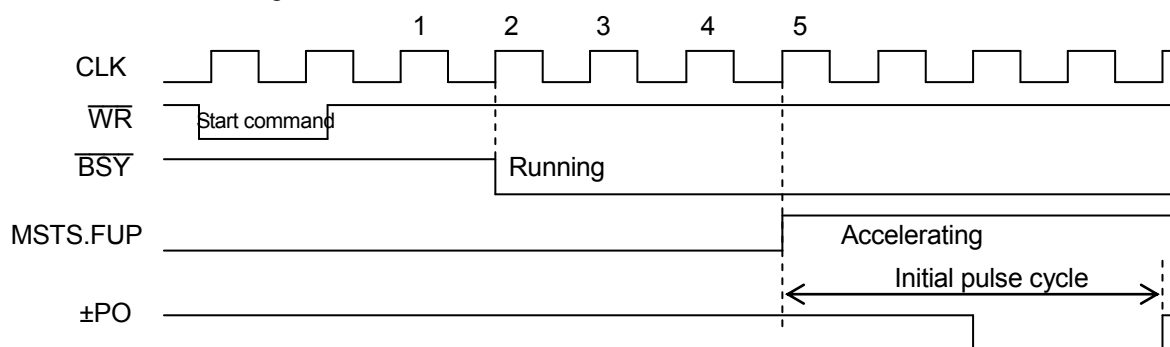 1 2 3 4 5
CLK
WR Start command
BSY Running
MSTS.FUP Accelerating
Initial pulse cycle
±PO